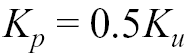 K_p = 0.5K_u